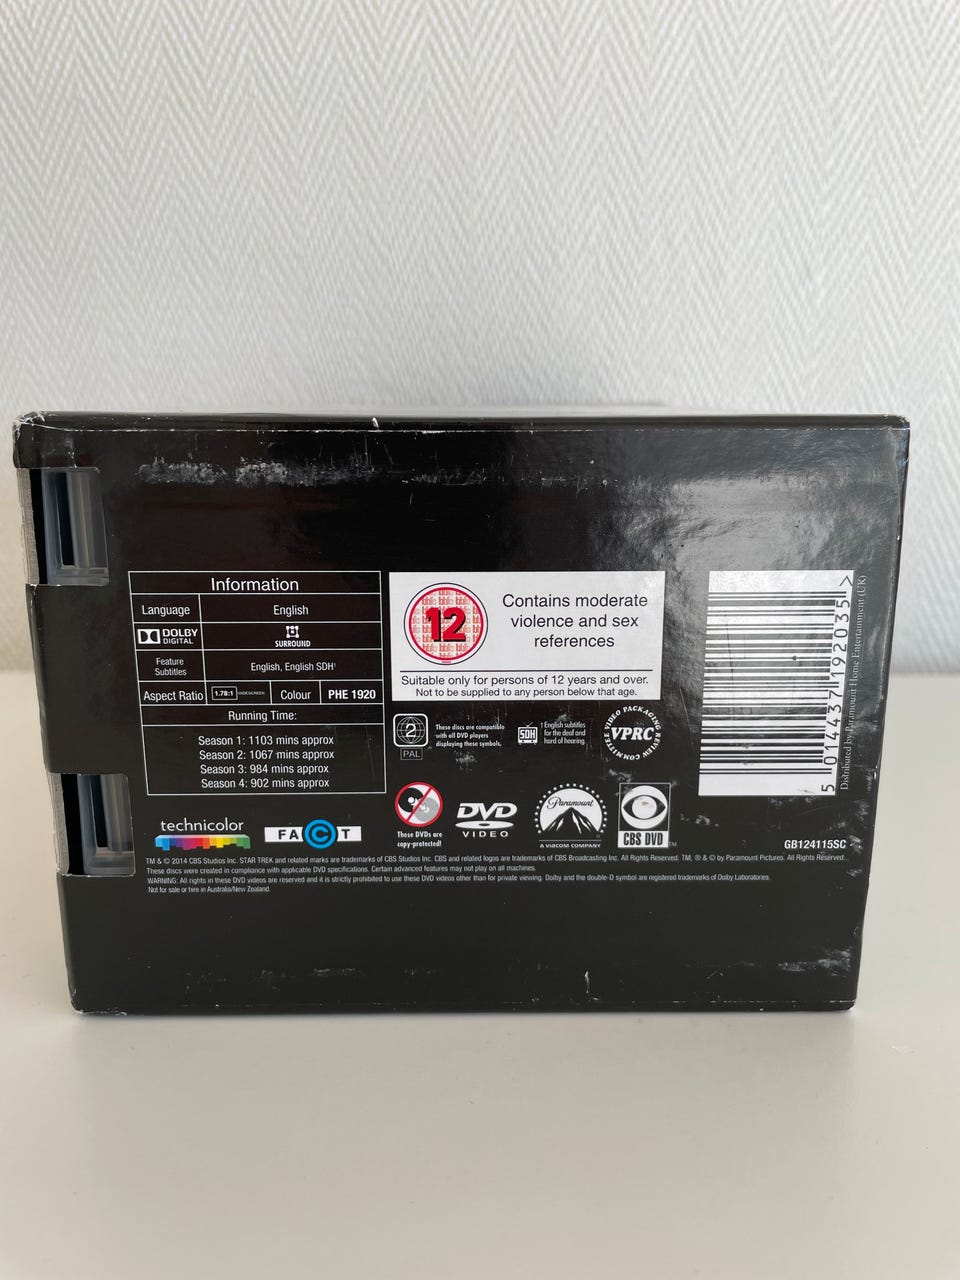 Information
Language English
DOLBY DIGITAL SURROUND
Feature Subtitles English, English SDH†
Aspect Ratio 1.78:1 WIDESCREEN Colour PHE 1920
Running Time:
Season 1: 1103 mins approx
Season 2: 1067 mins approx
Season 3: 984 mins approx
Season 4: 902 mins approx
12
Contains moderate
violence and sex
references
Suitable only for persons of 12 years and over.
Not to be supplied to any person below that age.
2
PAL
These discs are compatible
with all DVD players
displaying these symbols.
SDH
† English subtitles
for the deaf and
hard of hearing.
VIDEO PACKAGING REVIEW COMMITTEE
VPRC
5 014437 192035 >
Distributed by Paramount Home Entertainment (UK)
technicolor
FACT
These DVDs are
copy-protected!
DVD
VIDEO
Paramount
A VIACOM COMPANY
CBS DVD TM
GB124115SC
TM & © 2014 CBS Studios Inc. STAR TREK and related marks are trademarks of CBS Studios Inc. CBS and related logos are trademarks of CBS Broadcasting Inc. All Rights Reserved. TM, ® & © by Paramount Pictures. All Rights Reserved.
These discs were created in compliance with applicable DVD specifications. Certain advanced features may not play on all machines.
WARNING: All rights in these DVD videos are reserved and it is strictly prohibited to use these DVD videos other than for private viewing. Dolby and the double-D symbol are registered trademarks of Dolby Laboratories.
Not for sale or hire in Australia/New Zealand.